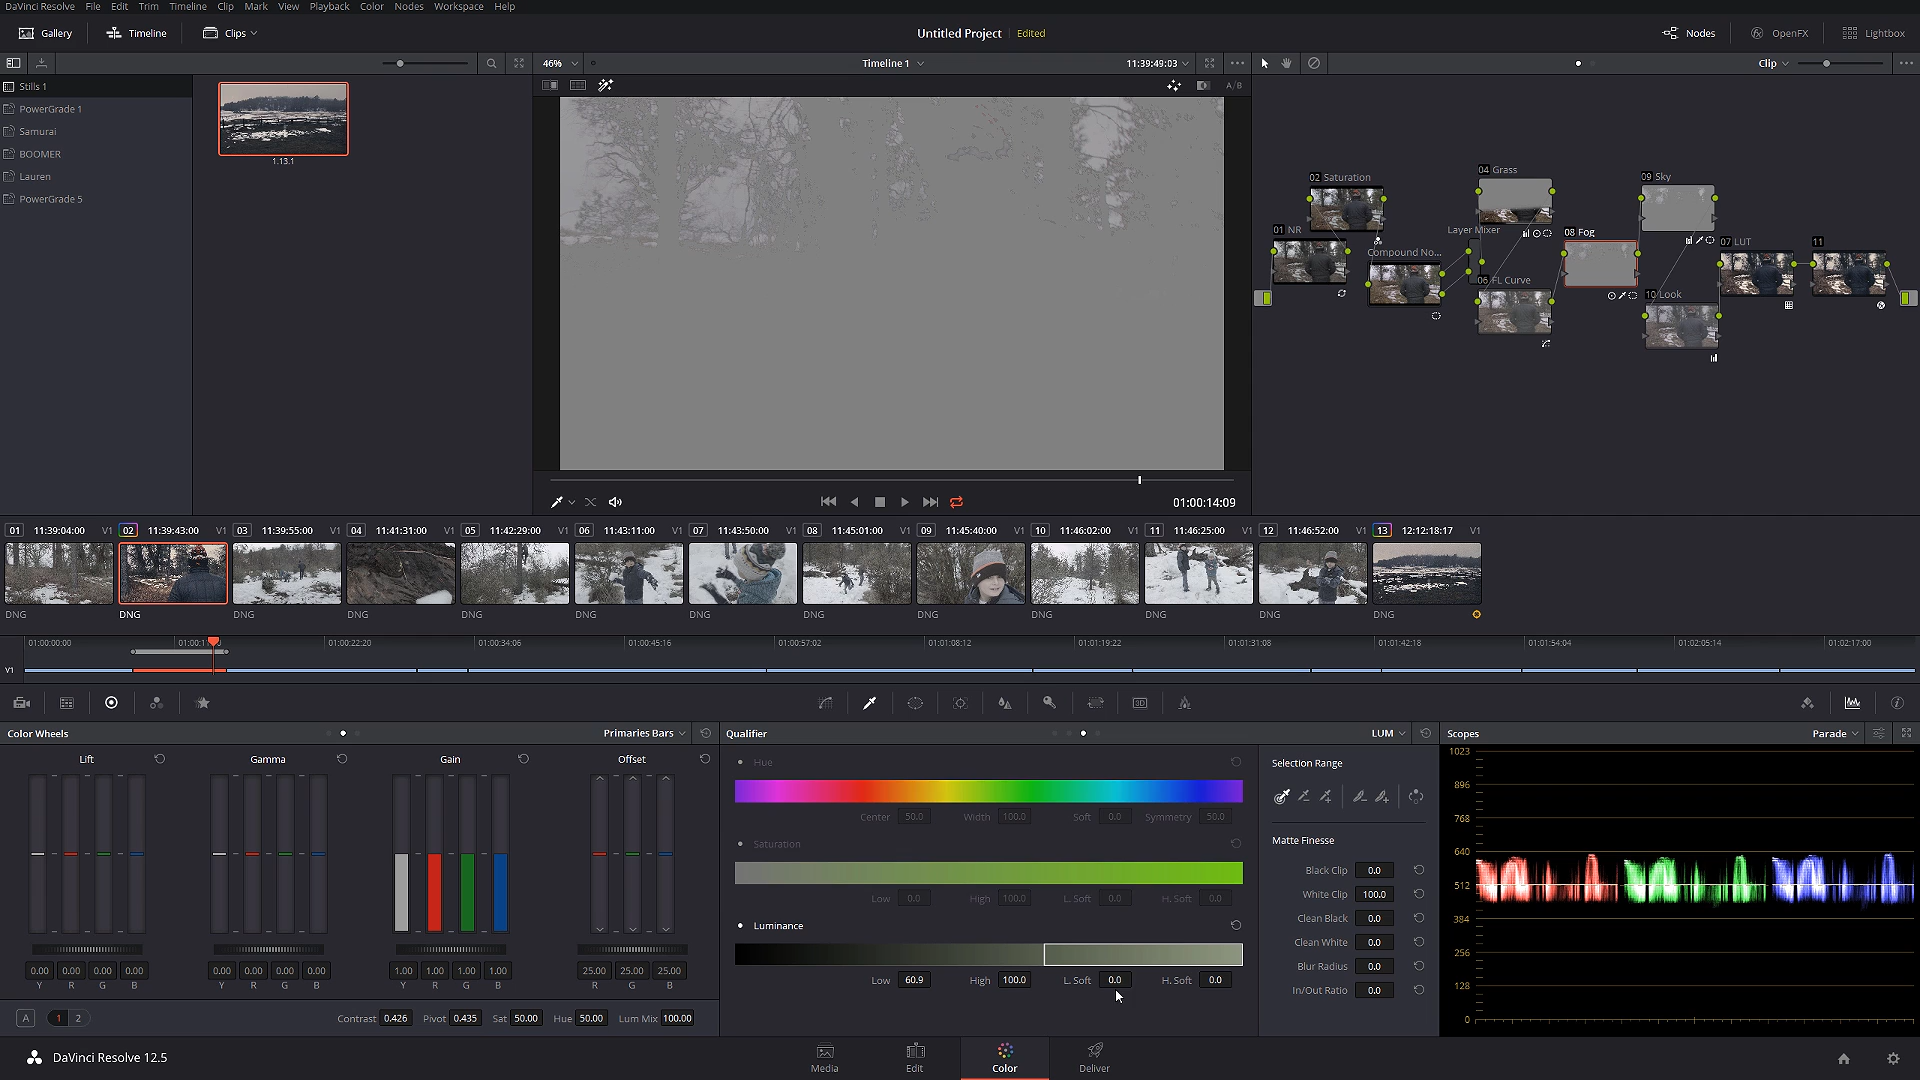 DaVinci Resolve File Edit Trim Timeline Clip Mark View Playback Color Nodes Workspace Help
Gallery Timeline Clips Untitled Project Edited Nodes OpenFX Lightbox
46% Timeline 1 11:39:49:03 Clip
Stills 1
A/B
PowerGrade 1
Samurai
BOOMER
Lauren
PowerGrade 5
1.13.1
04 Grass
02 Saturation
09 Sky
01 NR
Layer Mixer
08 Fog
07 LUT
11
Compound No...
06 FL Curve
10 Look
01:00:14:09
01 11:39:04:00 V1 02 11:39:43:00 V1 03 11:39:55:00 V1 04 11:41:31:00 V1 05 11:42:29:00 V1 06 11:43:11:00 V1 07 11:43:50:00 V1 08 11:45:01:00 V1 09 11:45:40:00 V1 10 11:46:02:00 V1 11 11:46:25:00 V1 12 11:46:52:00 V1 13 12:12:18:17 V1
DNG DNG DNG DNG DNG DNG DNG DNG DNG DNG DNG DNG DNG
01:00:00:00 01:00:1 01:00:22:20 01:00:34:06 01:00:45:16 01:00:57:02 01:01:08:12 01:01:19:22 01:01:31:08 01:01:42:18 01:01:54:04 01:02:05:14 01:02:17:00
V1
3D
Color Wheels Primaries Bars Qualifier LUM Scopes Parade
Lift Gamma Gain Offset
0.00 0.00 0.00 0.00 0.00 0.00 0.00 0.00 1.00 1.00 1.00 1.00 25.00 25.00 25.00
Y R G B Y R G B Y R G B R G B
A 1 2 Contrast 0.426 Pivot 0.435 Sat 50.00 Hue 50.00 Lum Mix 100.00
Hue
Center 50.0 Width 100.0 Soft 0.0 Symmetry 50.0
Saturation
Low 0.0 High 100.0 L. Soft 0.0 H. Soft 0.0
Luminance
Low 60.9 High 100.0 L. Soft 0.0 H. Soft 0.0
Selection Range
Matte Finesse
Black Clip 0.0
White Clip 100.0
Clean Black 0.0
Clean White 0.0
Blur Radius 0.0
In/Out Ratio 0.0
1023
896
768
640
512
384
256
128
0
DaVinci Resolve 12.5 Media Edit Color Deliver